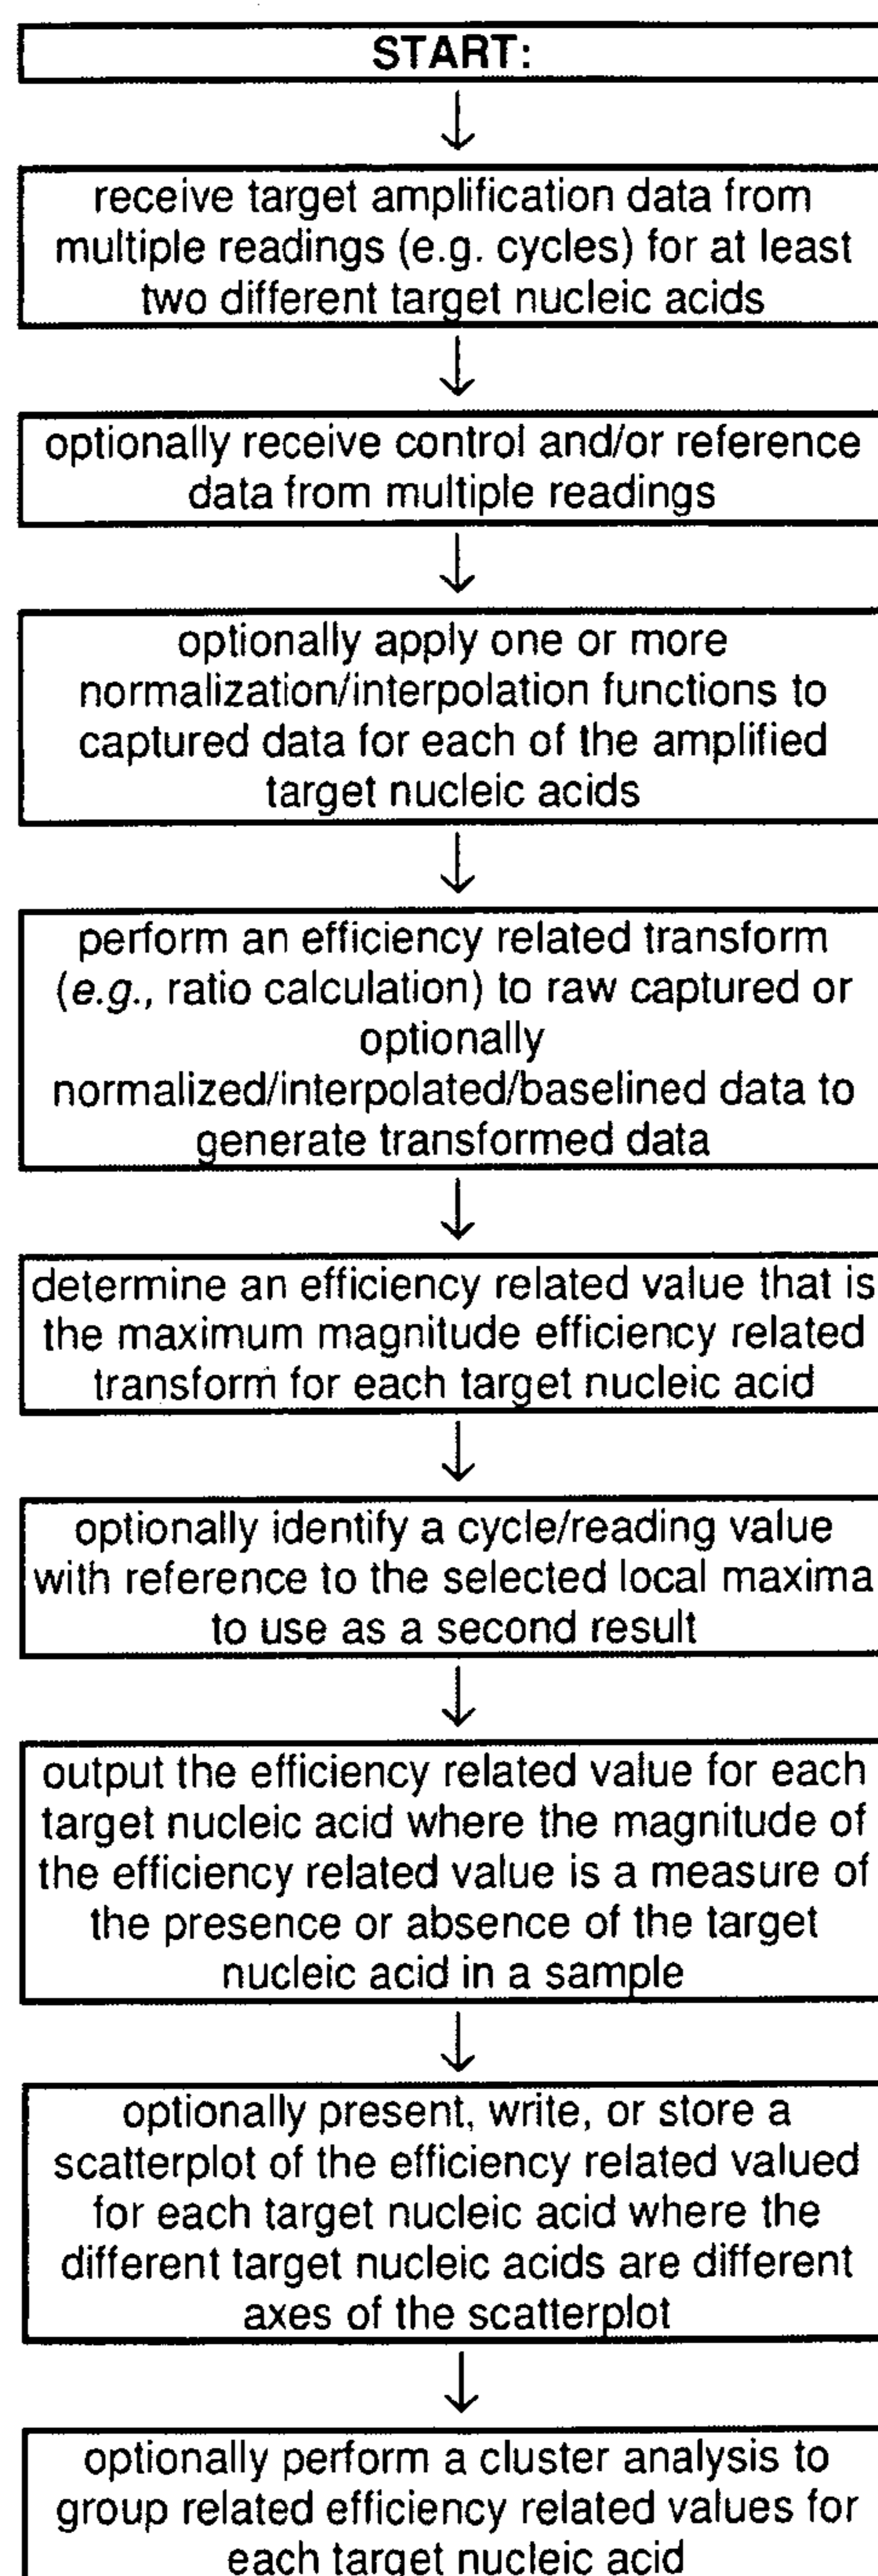 START:
receive target amplification data from
multiple readings (e.g. cycles) for at least
two different target nucleic acids
optionally receive control and/or reference
data from multiple readings
optionally apply one or more
normalization/interpolation functions to
captured data for each of the amplified
target nucleic acids
perform an efficiency related transform
(e.g., ratio calculation) to raw captured or
optionally
normalized/interpolated/baselined data to
generate transformed data
determine an efficiency related value that is
the maximum magnitude efficiency related
transform for each target nucleic acid
optionally identify a cycle/reading value
with reference to the selected local maxima
to use as a second result
output the efficiency related value for each
target nucleic acid where the magnitude of
the efficiency related value is a measure of
the presence or absence of the target
nucleic acid in a sample
optionally present, write, or store a
scatterplot of the efficiency related valued
for each target nucleic acid where the
different target nucleic acids are different
axes of the scatterplot
optionally perform a cluster analysis to
group related efficiency related values for
each target nucleic acid